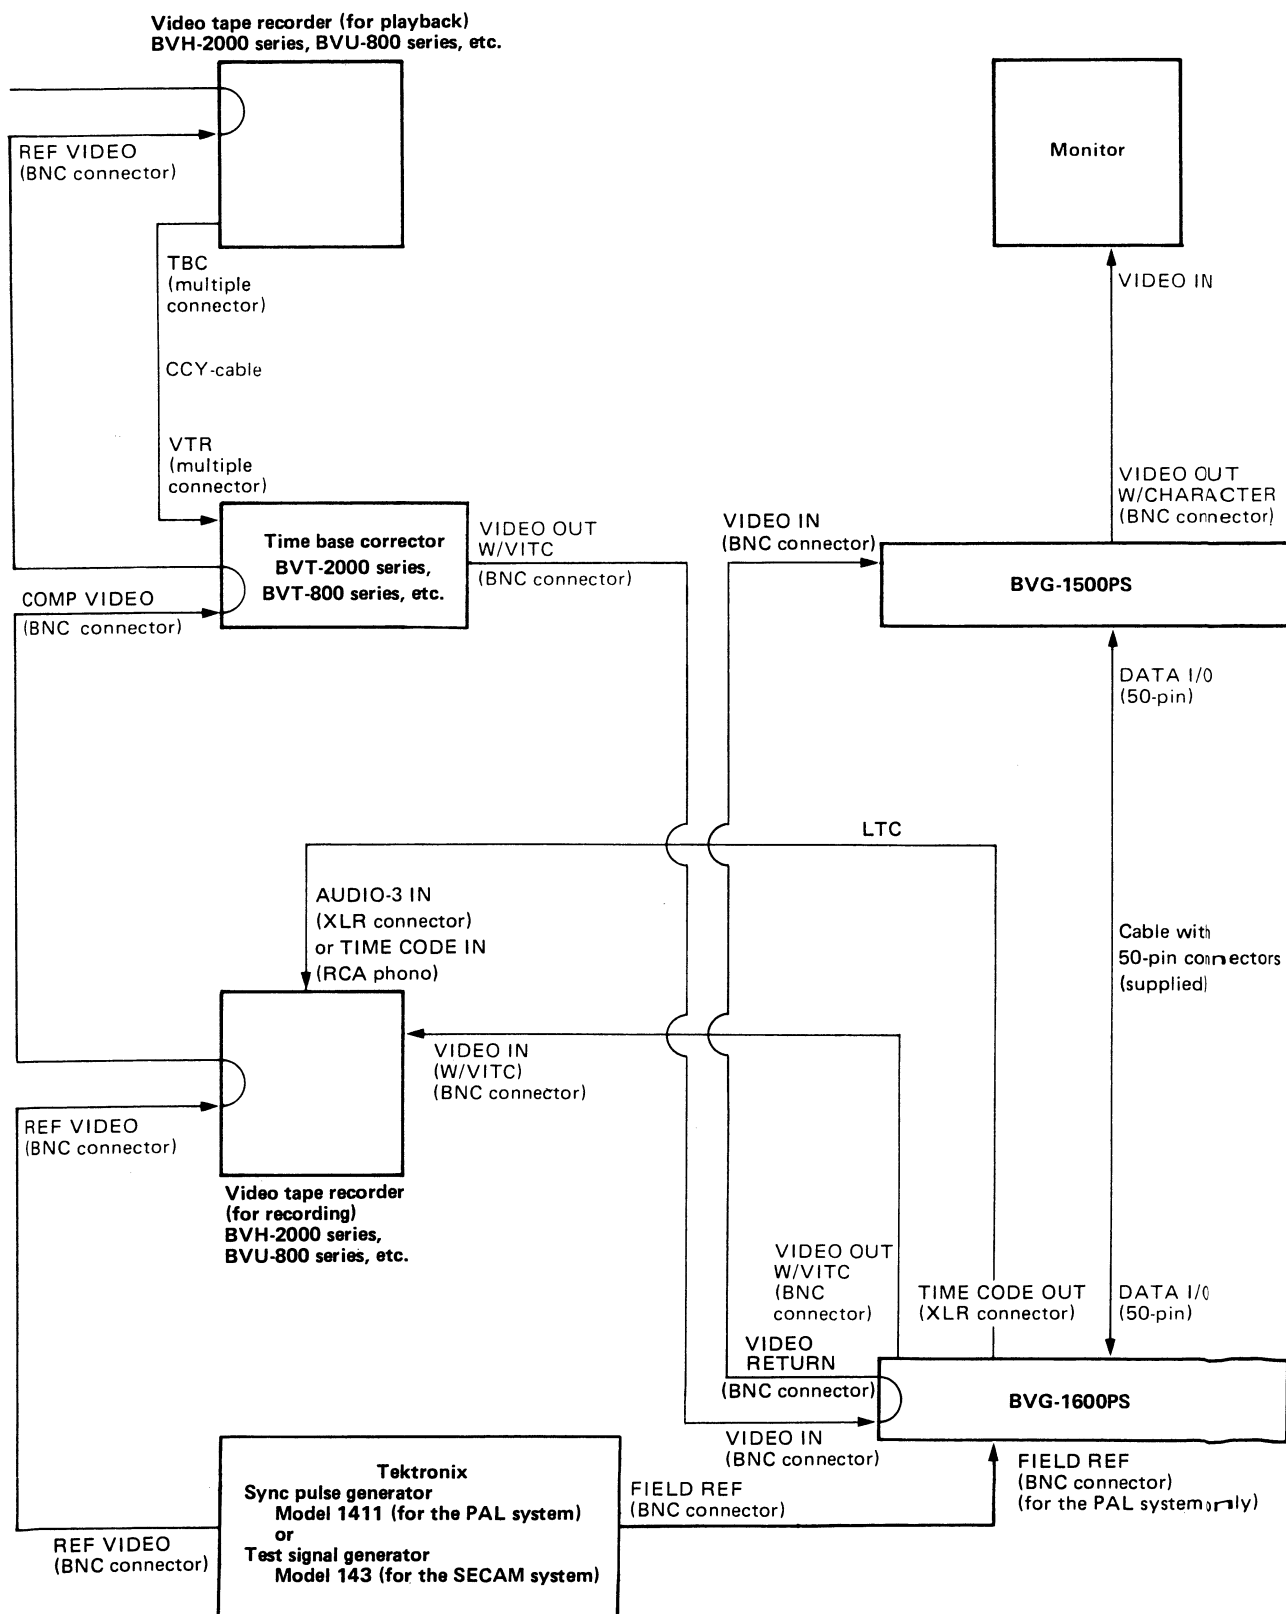 Video tape recorder (for playback)
BVH-2000 series, BVU-800 series, etc.
REF VIDEO
(BNC connector)
Monitor
TBC
(multiple
connector)
VIDEO IN
CCY-cable
VTR
(multiple
connector)
Time base corrector
BVT-2000 series,
BVT-800 series, etc.
VIDEO OUT
W/VITC
(BNC connector)
VIDEO IN
(BNC connector)
VIDEO OUT
W/CHARACTER
(BNC connector)
BVG-1500PS
COMP VIDEO
(BNC connector)
DATA I/O
(50-pin)
LTC
AUDIO-3 IN
(XLR connector)
or TIME CODE IN
(RCA phono)
Cable with
50-pin connectors
(supplied)
VIDEO IN
(W/VITC)
(BNC connector)
REF VIDEO
(BNC connector)
Video tape recorder
(for recording)
BVH-2000 series,
BVU-800 series, etc.
VIDEO OUT
W/VITC
(BNC
connector)
TIME CODE OUT
(XLR connector)
DATA I/O
(50-pin)
VIDEO
RETURN
(BNC connector)
BVG-1600PS
VIDEO IN
(BNC connector)
Tektronix
Sync pulse generator
Model 1411 (for the PAL system)
or
Test signal generator
Model 143 (for the SECAM system)
FIELD REF
(BNC connector)
FIELD REF
(BNC connector)
(for the PAL system only)
REF VIDEO
(BNC connector)